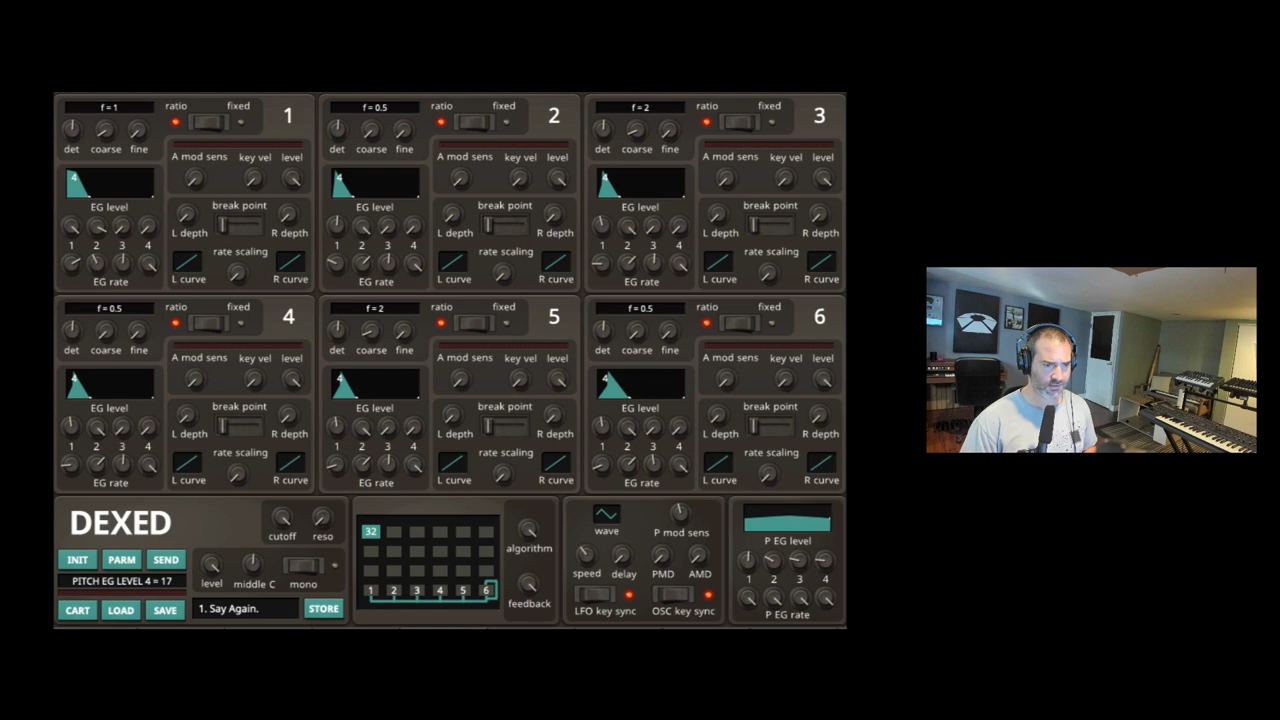 f = 1 ratio fixed 1
det coarse fine
A mod sens key vel level
4
EG level
break point
L depth R depth
1 2 3 4
rate scaling
EG rate L curve R curve
f = 0.5 ratio fixed 2
det coarse fine
A mod sens key vel level
4
EG level
break point
L depth R depth
1 2 3 4
rate scaling
EG rate L curve R curve
f = 2 ratio fixed 3
det coarse fine
A mod sens key vel level
4
EG level
break point
L depth R depth
1 2 3 4
rate scaling
EG rate L curve R curve
f = 0.5 ratio fixed 4
det coarse fine
A mod sens key vel level
4
EG level
break point
L depth R depth
1 2 3 4
rate scaling
EG rate L curve R curve
f = 2 ratio fixed 5
det coarse fine
A mod sens key vel level
4
EG level
break point
L depth R depth
1 2 3 4
rate scaling
EG rate L curve R curve
f = 0.5 ratio fixed 6
det coarse fine
A mod sens key vel level
4
EG level
break point
L depth R depth
1 2 3 4
rate scaling
EG rate L curve R curve
DEXED
cutoff reso
INIT PARM SEND
PITCH EG LEVEL 4 = 17
level middle C mono
CART LOAD SAVE
1. Say Again. STORE
32
1 2 3 4 5 6
algorithm
feedback
wave P mod sens
speed delay PMD AMD
LFO key sync OSC key sync
P EG level
1 2 3 4
P EG rate